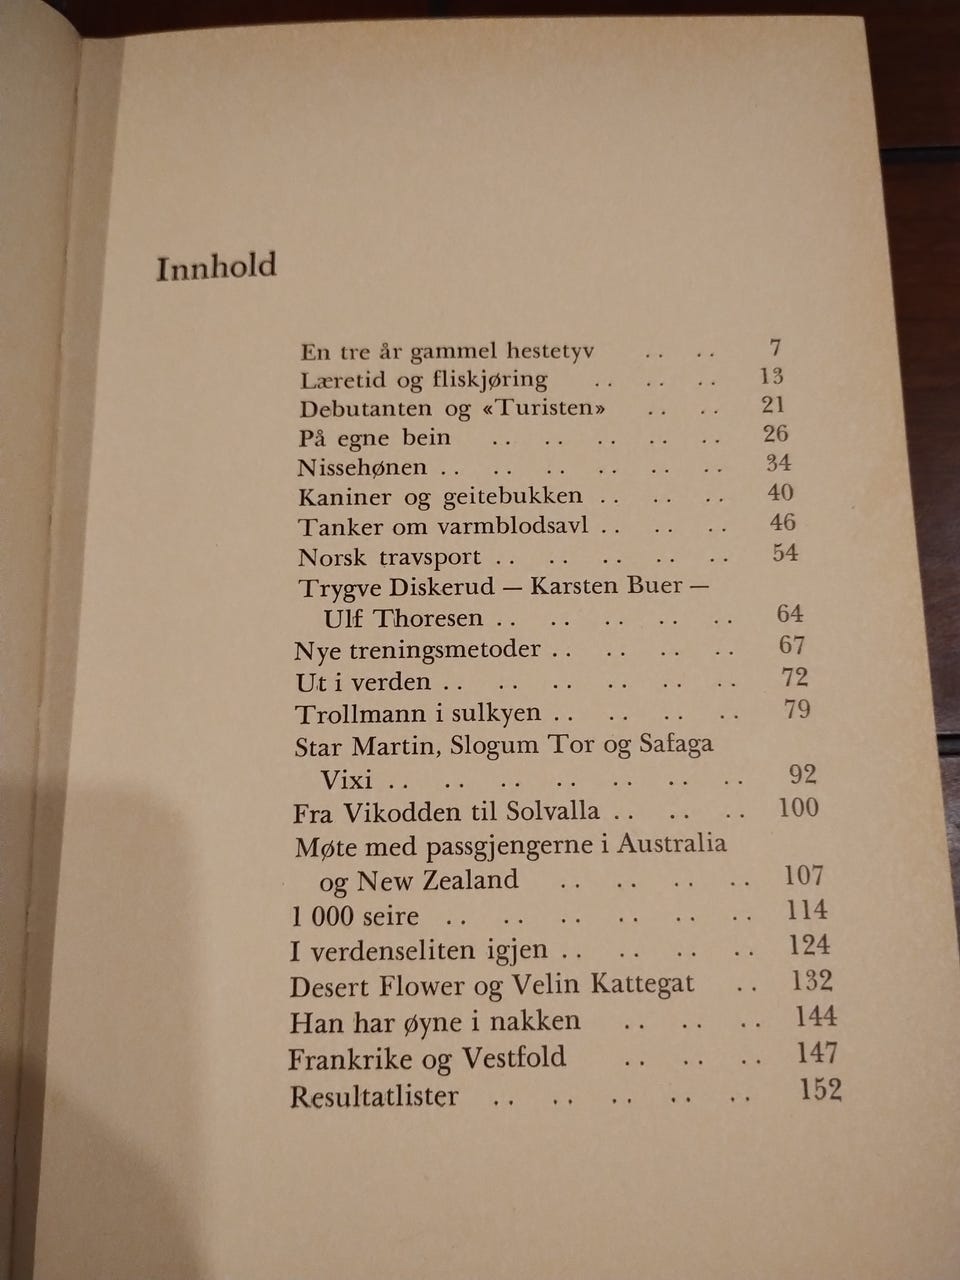 Innhold
En tre år gammel hestetyv .. .. 7
Læretid og fliskjøring .. .. .. 13
Debutanten og «Turisten» .. .. 21
På egne bein .. .. .. .. .. 26
Nissehønen .. .. .. .. .. .. 34
Kaniner og geitebukken .. .. .. 40
Tanker om varmblodsavl .. .. .. 46
Norsk travsport .. .. .. .. .. 54
Trygve Diskerud — Karsten Buer —
Ulf Thoresen .. .. .. .. .. 64
Nye treningsmetoder .. .. .. .. 67
Ut i verden .. .. .. .. .. .. 72
Trollmann i sulkyen .. .. .. .. 79
Star Martin, Slogum Tor og Safaga
Vixi .. .. .. .. .. .. .. 92
Fra Vikodden til Solvalla .. .. .. 100
Møte med passgjengerne i Australia
og New Zealand .. .. .. .. 107
1 000 seire .. .. .. .. .. .. 114
I verdenseliten igjen .. .. .. .. 124
Desert Flower og Velin Kattegat .. 132
Han har øyne i nakken .. .. .. 144
Frankrike og Vestfold .. .. .. 147
Resultatlister .. .. .. .. .. 152